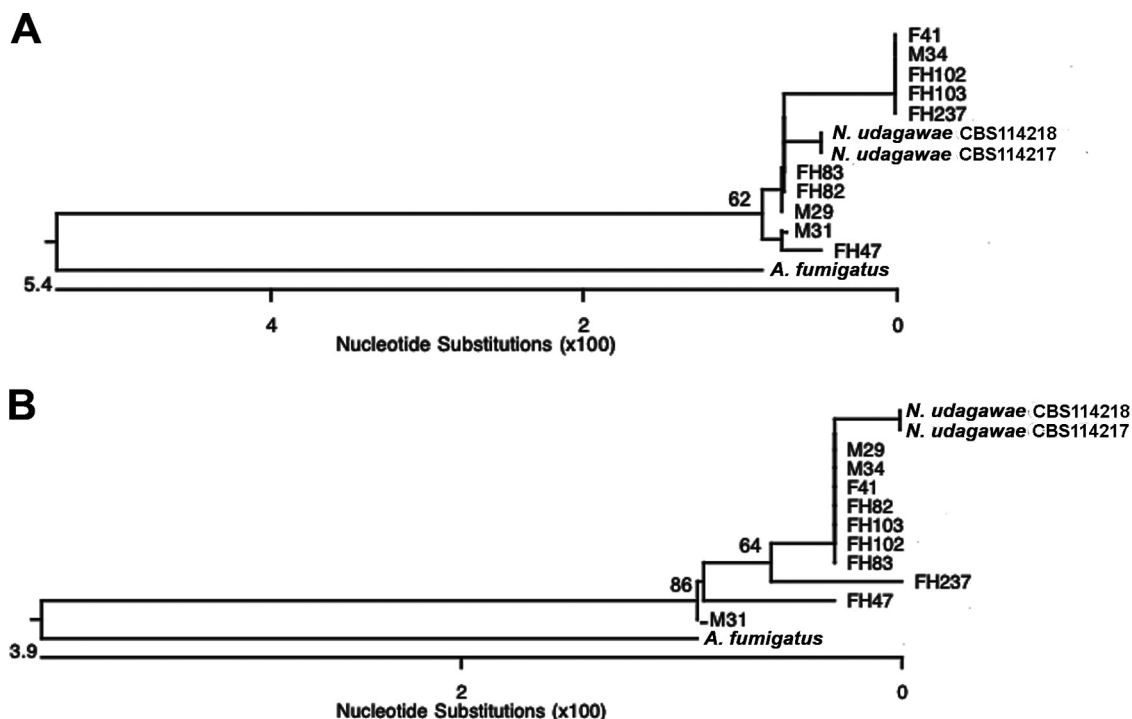 A
F41
M34
FH102
FH103
FH237
N. udagawae CBS114218
N. udagawae CBS114217
FH83
62
FH82
M29
M31
FH47
A. fumigatus
5.4
4 2 0
Nucleotide Substitutions (x100)
B
N. udagawae CBS114218
N. udagawae CBS114217
M29
M34
F41
FH82
FH103
64 FH102
FH83
86 FH237
FH47
M31
A. fumigatus
3.9
2 0
Nucleotide Substitutions (x100)